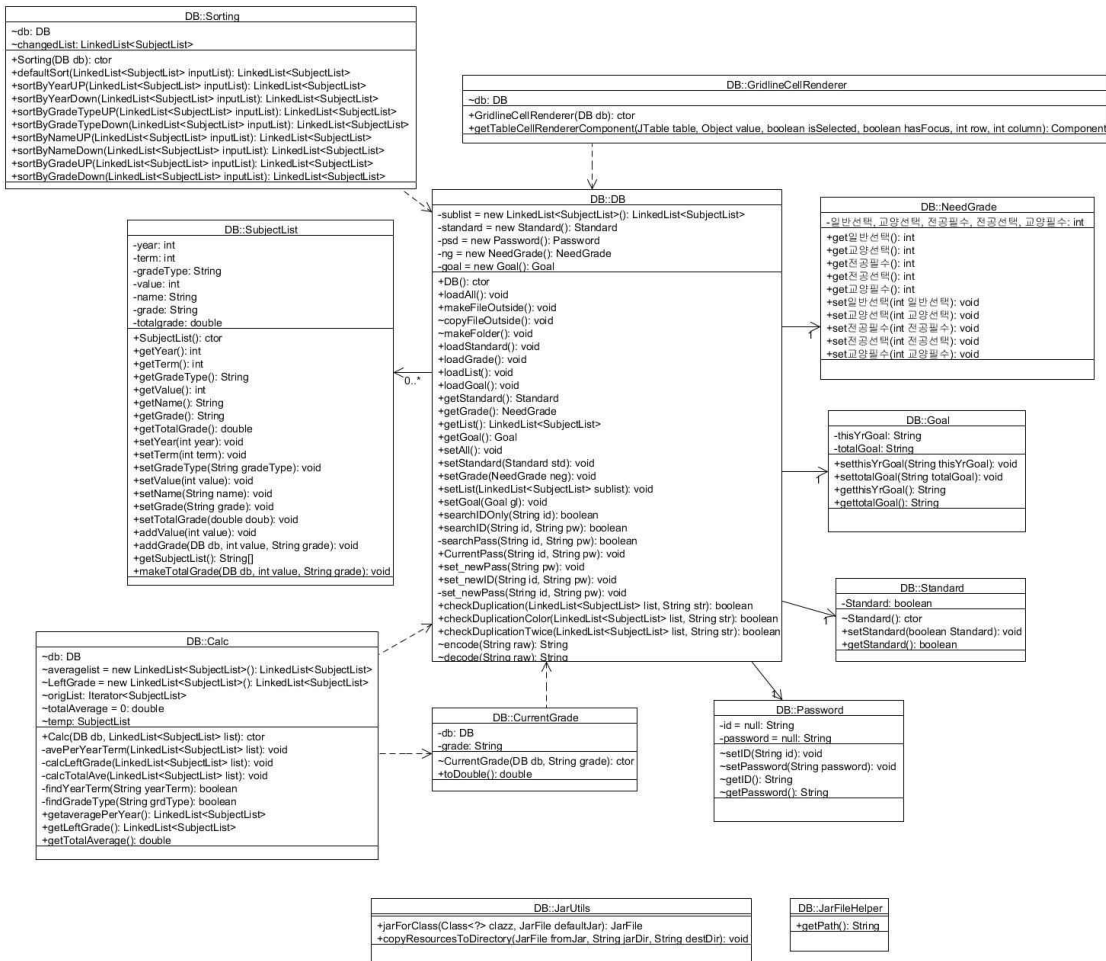 DB::Sorting
~db: DB
~changedList: LinkedList<SubjectList>
+Sorting(DB db): ctor
+defaultSort(LinkedList<SubjectList> inputList): LinkedList<SubjectList>
+sortByYearUP(LinkedList<SubjectList> inputList): LinkedList<SubjectList>
+sortByYearDown(LinkedList<SubjectList> inputList): LinkedList<SubjectList>
+sortByGradeTypeUP(LinkedList<SubjectList> inputList): LinkedList<SubjectList>
+sortByGradeTypeDown(LinkedList<SubjectList> inputList): LinkedList<SubjectList>
+sortByNameUP(LinkedList<SubjectList> inputList): LinkedList<SubjectList>
+sortByNameDown(LinkedList<SubjectList> inputList): LinkedList<SubjectList>
+sortByGradeUP(LinkedList<SubjectList> inputList): LinkedList<SubjectList>
+sortByGradeDown(LinkedList<SubjectList> inputList): LinkedList<SubjectList>
DB::GridlineCellRenderer
~db: DB
+GridlineCellRenderer(DB db): ctor
+getTableCellRendererComponent(JTable table, Object value, boolean isSelected, boolean hasFocus, int row, int column): Component
DB::SubjectList
-year: int
-term: int
-gradeType: String
-value: int
-name: String
-grade: String
-totalgrade: double
+SubjectList(): ctor
+getYear(): int
+getTerm(): int
+getGradeType(): String
+getValue(): int
+getName(): String
+getGrade(): String
+getTotalGrade(): double
+setYear(int year): void
+setTerm(int term): void
+setGradeType(String gradeType): void
+setValue(int value): void
+setName(String name): void
+setGrade(String grade): void
+setTotalGrade(double doub): void
+addValue(int value): void
+addGrade(DB db, int value, String grade): void
+getSubjectList(): String[]
+makeTotalGrade(DB db, int value, String grade): void
0..*
DB::DB
-sublist = new LinkedList<SubjectList>(): LinkedList<SubjectList>
-standard = new Standard(): Standard
-psd = new Password(): Password
-ng = new NeedGrade(): NeedGrade
-goal = new Goal(): Goal
+DB(): ctor
+loadAll(): void
+makeFileOutside(): void
~copyFileOutside(): void
~makeFolder(): void
+loadStandard(): void
+loadGrade(): void
+loadList(): void
+loadGoal(): void
+getStandard(): Standard
+getGrade(): NeedGrade
+getList(): LinkedList<SubjectList>
+getGoal(): Goal
+setAll(): void
+setStandard(Standard std): void
+setGrade(NeedGrade neg): void
+setList(LinkedList<SubjectList> sublist): void
+setGoal(Goal gl): void
+searchIDOnly(String id): boolean
+searchID(String id, String pw): boolean
-searchPass(String id, String pw): boolean
+CurrentPass(String id, String pw): void
+set_newPass(String pw): void
+set_newID(String id, String pw): void
-set_newPass(String id, String pw): void
+checkDuplication(LinkedList<SubjectList> list, String str): boolean
+checkDuplicationColor(LinkedList<SubjectList> list, String str): boolean
+checkDuplicationTwice(LinkedList<SubjectList> list, String str): boolean
~encode(String raw): String
~decode(String raw): String
DB::NeedGrade
-일반선택, 교양선택, 전공필수, 전공선택, 교양필수: int
+get일반선택(): int
+get교양선택(): int
+get전공필수(): int
+get전공선택(): int
+get교양필수(): int
+set일반선택(int 일반선택): void
+set교양선택(int 교양선택): void
+set전공필수(int 전공필수): void
+set전공선택(int 전공선택): void
+set교양필수(int 교양필수): void
1
DB::Goal
-thisYrGoal: String
-totalGoal: String
+setthisYrGoal(String thisYrGoal): void
+settotalGoal(String totalGoal): void
+getthisYrGoal(): String
+gettotalGoal(): String
1
DB::Standard
-Standard: boolean
~Standard(): ctor
+setStandard(boolean Standard): void
+getStandard(): boolean
1
DB::Calc
~db: DB
~averagelist = new LinkedList<SubjectList>(): LinkedList<SubjectList>
~LeftGrade = new LinkedList<SubjectList>(): LinkedList<SubjectList>
~origList: Iterator<SubjectList>
~totalAverage = 0: double
~temp: SubjectList
+Calc(DB db, LinkedList<SubjectList> list): ctor
-avePerYearTerm(LinkedList<SubjectList> list): void
-calcLeftGrade(LinkedList<SubjectList> list): void
-calcTotalAve(LinkedList<SubjectList> list): void
-findYearTerm(String yearTerm): boolean
-findGradeType(String grdType): boolean
+getaveragePerYear(): LinkedList<SubjectList>
+getLeftGrade(): LinkedList<SubjectList>
+getTotalAverage(): double
DB::CurrentGrade
-db: DB
-grade: String
~CurrentGrade(DB db, String grade): ctor
+toDouble(): double
1
DB::Password
-id = null: String
-password = null: String
~setID(String id): void
~setPassword(String password): void
~getID(): String
~getPassword(): String
DB::JarUtils
+jarForClass(Class<?> clazz, JarFile defaultJar): JarFile
+copyResourcesToDirectory(JarFile fromJar, String jarDir, String destDir): void
DB::JarFileHelper
+getPath(): String